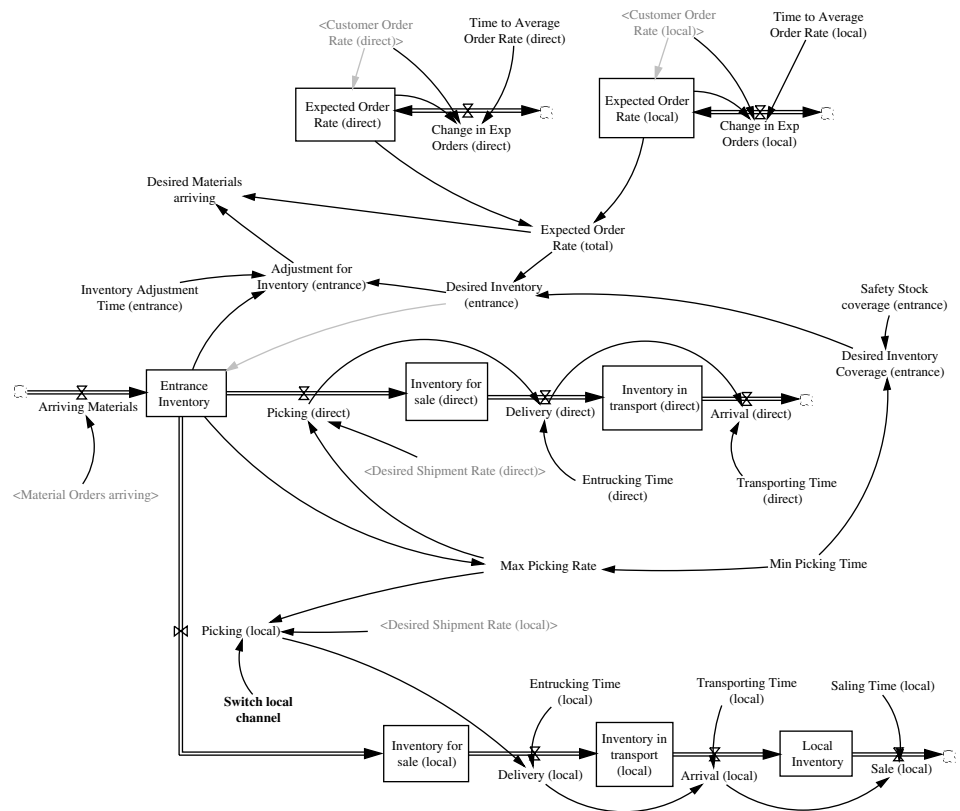 <Customer Order
Rate (direct)>
Time to Average
Order Rate (direct)
<Customer Order
Rate (local)>
Time to Average
Order Rate (local)
Expected Order
Rate (direct)
Change in Exp
Orders (direct)
Expected Order
Rate (local)
Change in Exp
Orders (local)
Desired Materials
arriving
Expected Order
Rate (total)
Inventory Adjustment
Time (entrance)
Adjustment for
Inventory (entrance)
Desired Inventory
(entrance)
Safety Stock
coverage (entrance)
Desired Inventory
Coverage (entrance)
Arriving Materials
Entrance
Inventory
Picking (direct)
Inventory for
sale (direct)
Delivery (direct)
Inventory in
transport (direct)
Arrival (direct)
<Material Orders arriving>
<Desired Shipment Rate (direct)>
Entrucking Time
(direct)
Transporting Time
(direct)
Max Picking Rate
Min Picking Time
Picking (local)
<Desired Shipment Rate (local)>
Switch local
channel
Entrucking Time
(local)
Transporting Time
(local)
Saling Time (local)
Inventory for
sale (local)
Delivery (local)
Inventory in
transport
(local)
Arrival (local)
Local
Inventory
Sale (local)